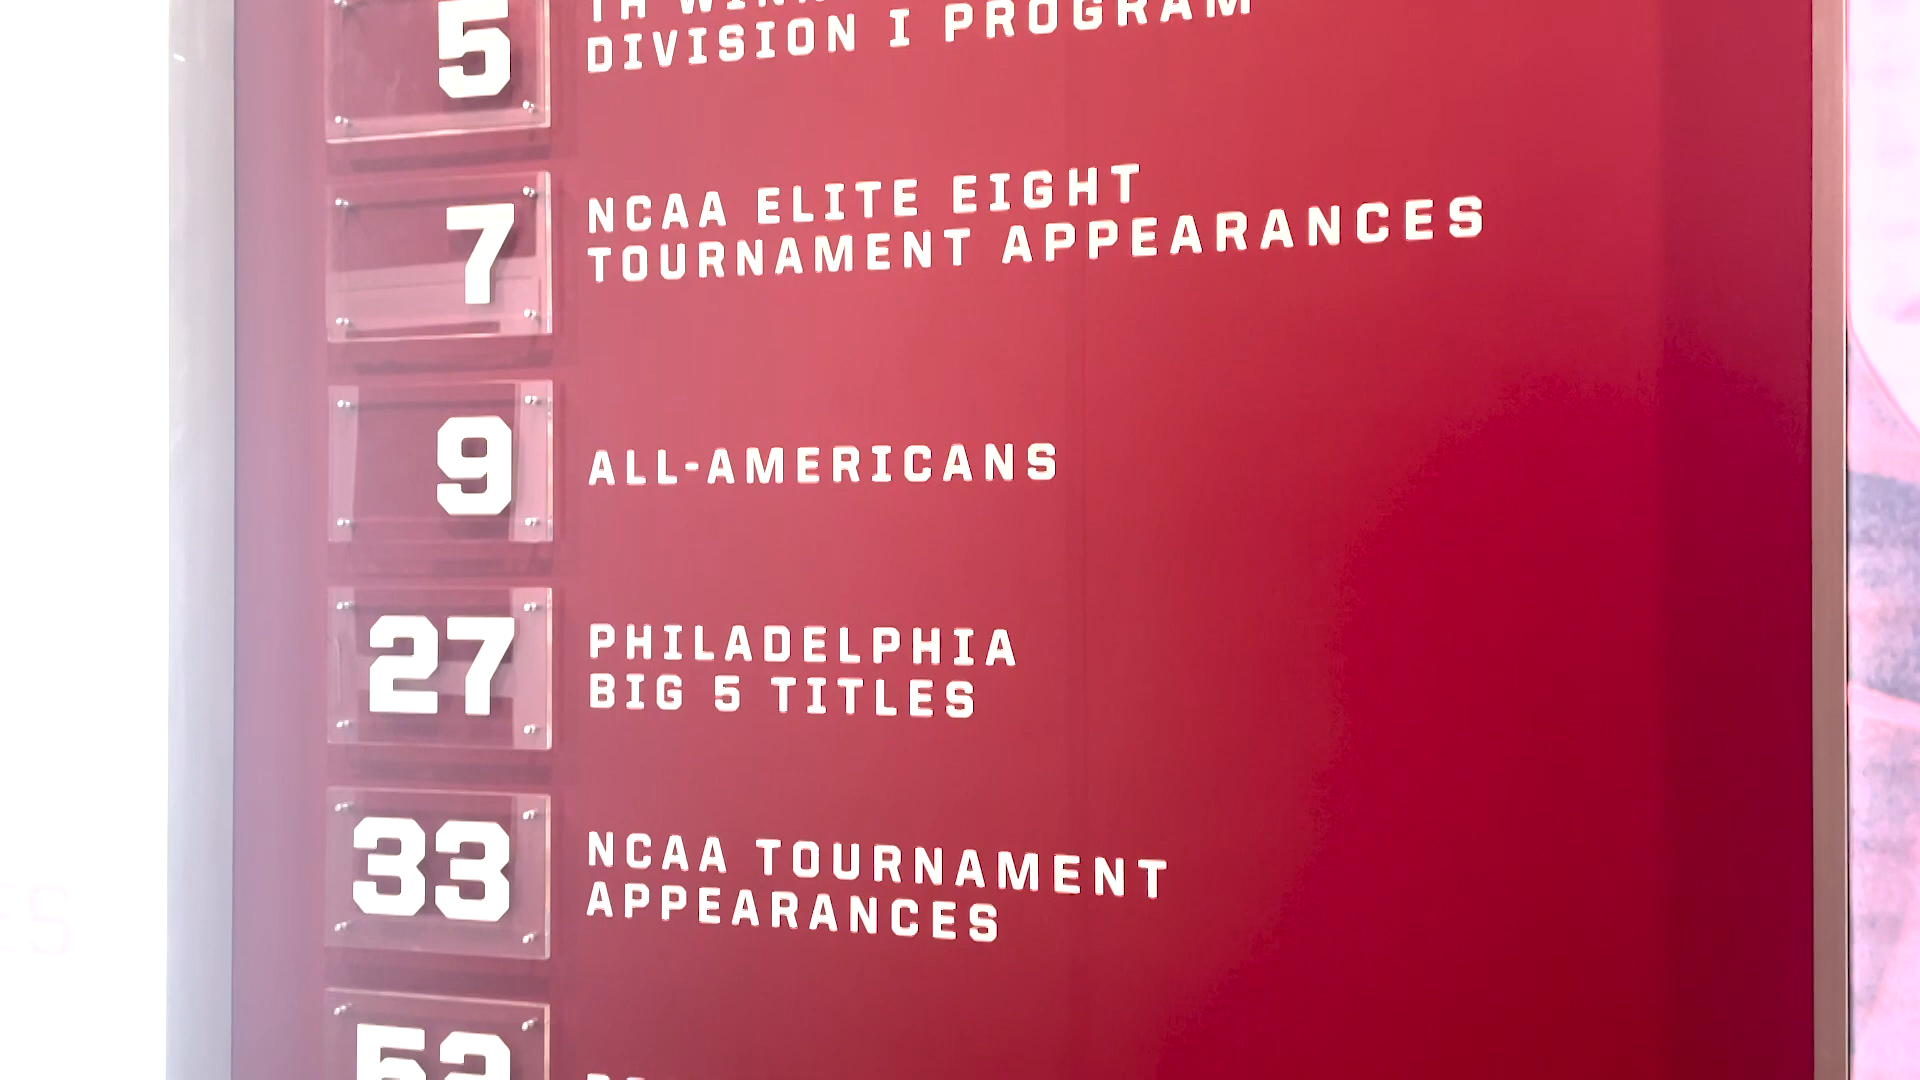 5
DIVISION I PROGRAM
7
NCAA ELITE EIGHT
TOURNAMENT APPEARANCES
9
ALL-AMERICANS
27
PHILADELPHIA
BIG 5 TITLES
33
NCAA TOURNAMENT
APPEARANCES